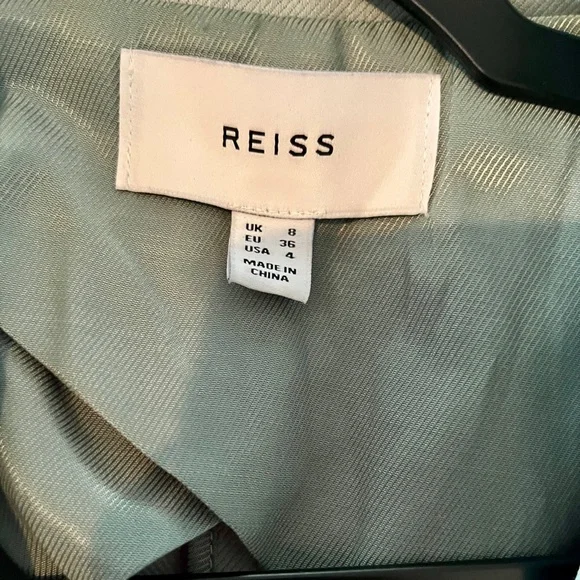 REISS
UK 8
EU 36
USA 4
MADE IN
CHINA